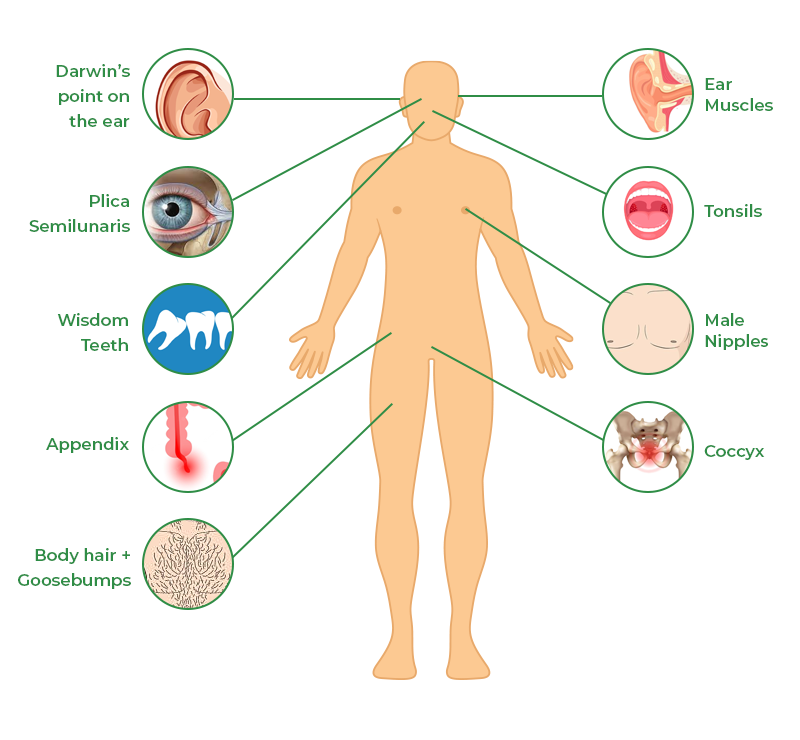 Darwin's
point on
the ear
Plica
Semilunaris
Wisdom
Teeth
Appendix
Body hair +
Goosebumps
Ear
Muscles
Tonsils
Male
Nipples
Coccyx